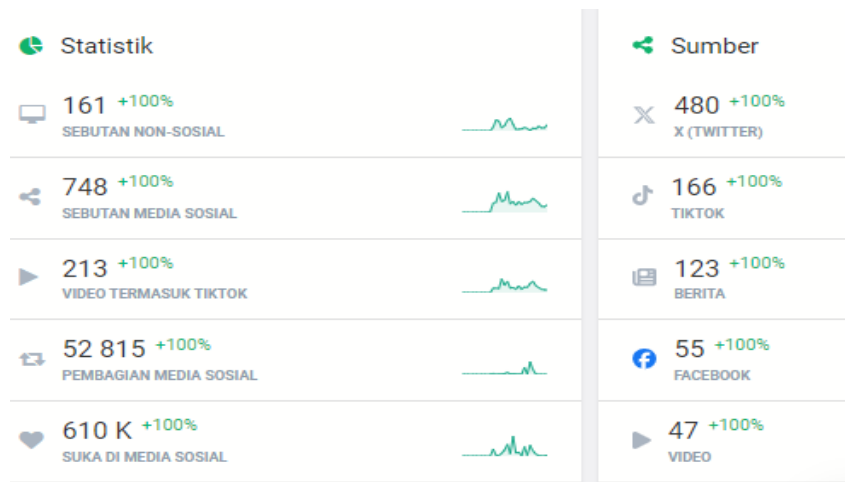 Statistik
161 +100%
SEBUTAN NON-SOSIAL
748 +100%
SEBUTAN MEDIA SOSIAL
213 +100%
VIDEO TERMASUK TIKTOK
52 815 +100%
PEMBAGIAN MEDIA SOSIAL
610 K +100%
SUKA DI MEDIA SOSIAL
Sumber
480 +100%
X (TWITTER)
166 +100%
TIKTOK
123 +100%
BERITA
55 +100%
FACEBOOK
47 +100%
VIDEO